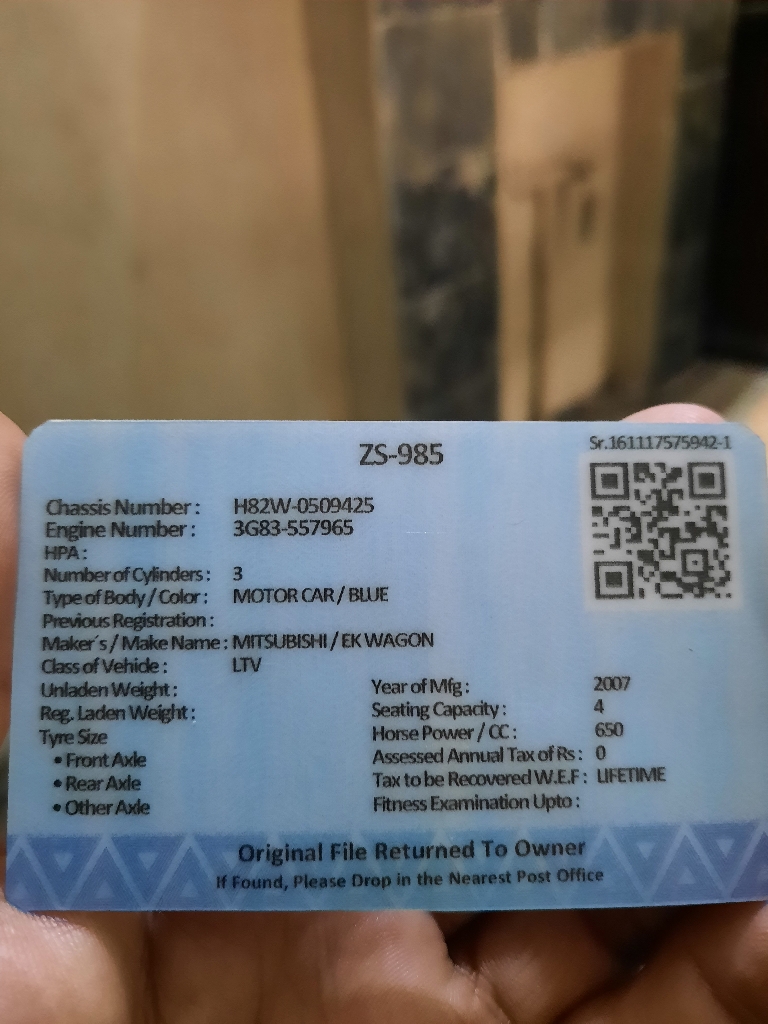 ZS-985
Sr.161117575942-1
Chassis Number : H82W-0509425
Engine Number : 3G83-557965
HPA :
Number of Cylinders : 3
Type of Body / Color : MOTOR CAR / BLUE
Previous Registration :
Maker´s / Make Name : MITSUBISHI / EK WAGON
Class of Vehicle : LTV
Unladen Weight :
Reg. Laden Weight :
Tyre Size
• Front Axle
• Rear Axle
• Other Axle
Year of Mfg : 2007
Seating Capacity : 4
Horse Power / CC : 650
Assessed Annual Tax of Rs : 0
Tax to be Recovered W.E.F : LIFETIME
Fitness Examination Upto :
Original File Returned To Owner
If Found, Please Drop in the Nearest Post Office